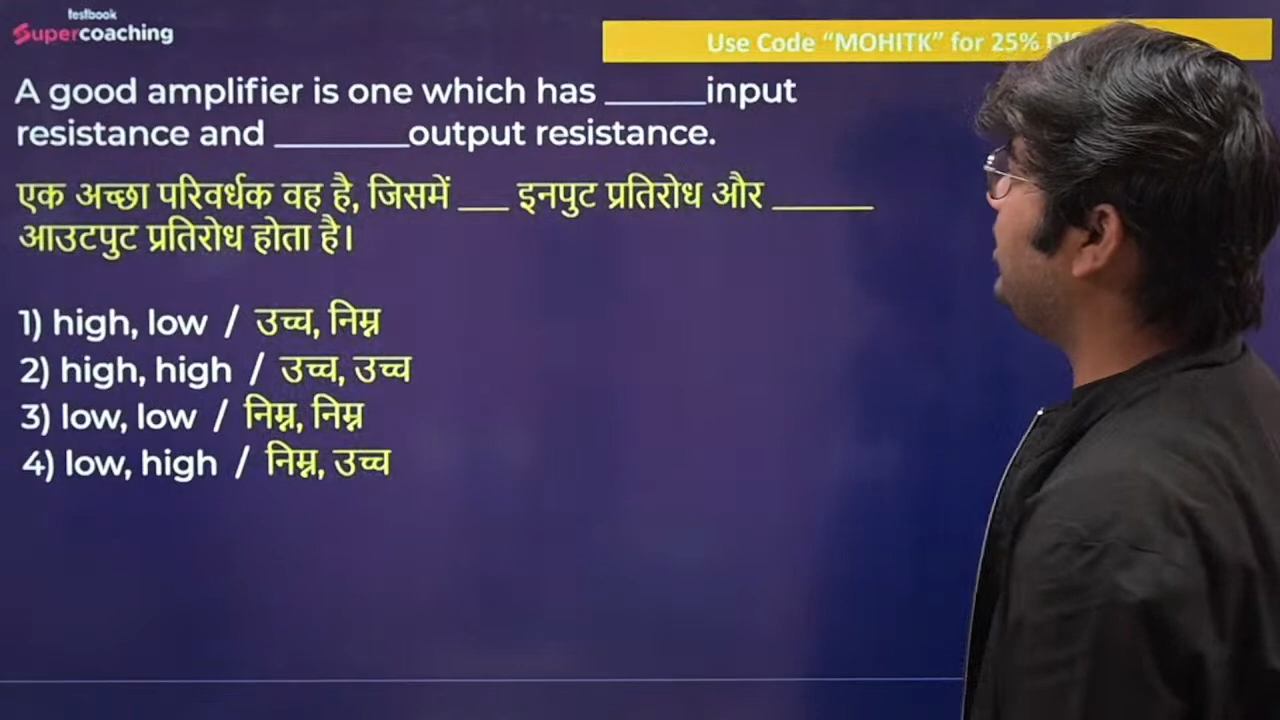 testbook
Supercoaching
Use Code “MOHITK” for 25%
A good amplifier is one which has ______input
resistance and ________output resistance.
एक अच्छा परिवर्धक वह है, जिसमें ___ इनपुट प्रतिरोध और ______
आउटपुट प्रतिरोध होता है।
1) high, low / उच्च, निम्न
2) high, high / उच्च, उच्च
3) low, low / निम्न, निम्न
4) low, high / निम्न, उच्च